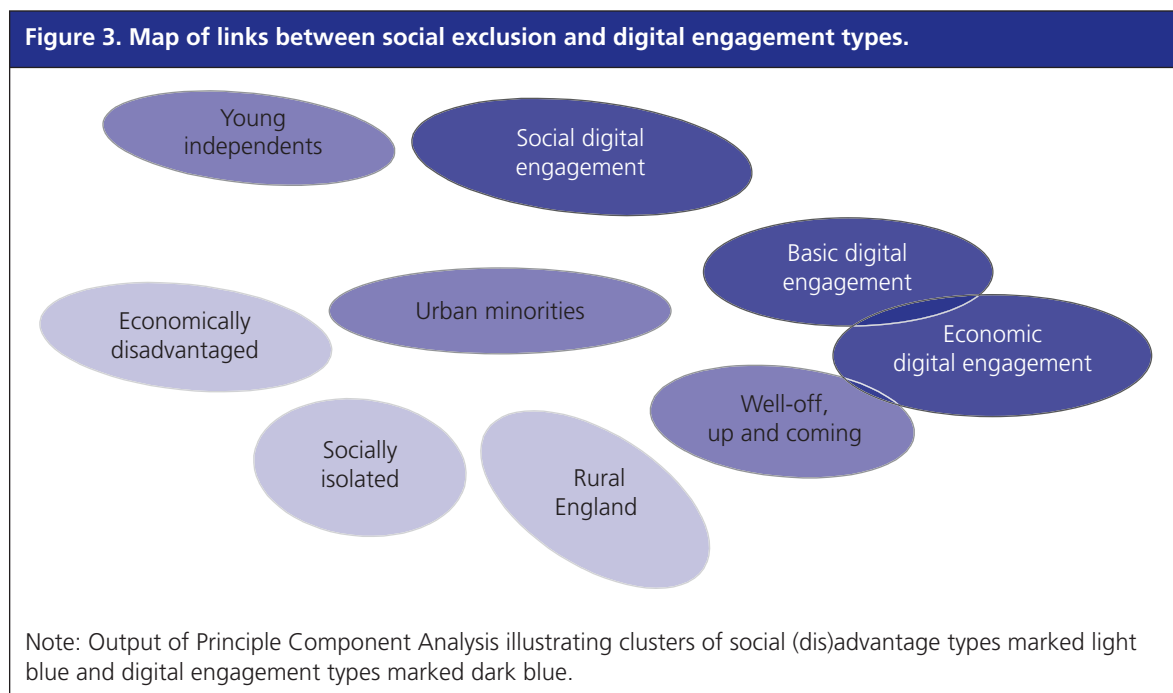 Figure 3. Map of links between social exclusion and digital engagement types.
Young
independents
Social digital
engagement
Basic digital
engagement
Urban minorities
Economically
disadvantaged
Economic
digital engagement
Well-off,
up and coming
Socially
isolated
Rural
England
Note: Output of Principle Component Analysis illustrating clusters of social (dis)advantage types marked light
blue and digital engagement types marked dark blue.